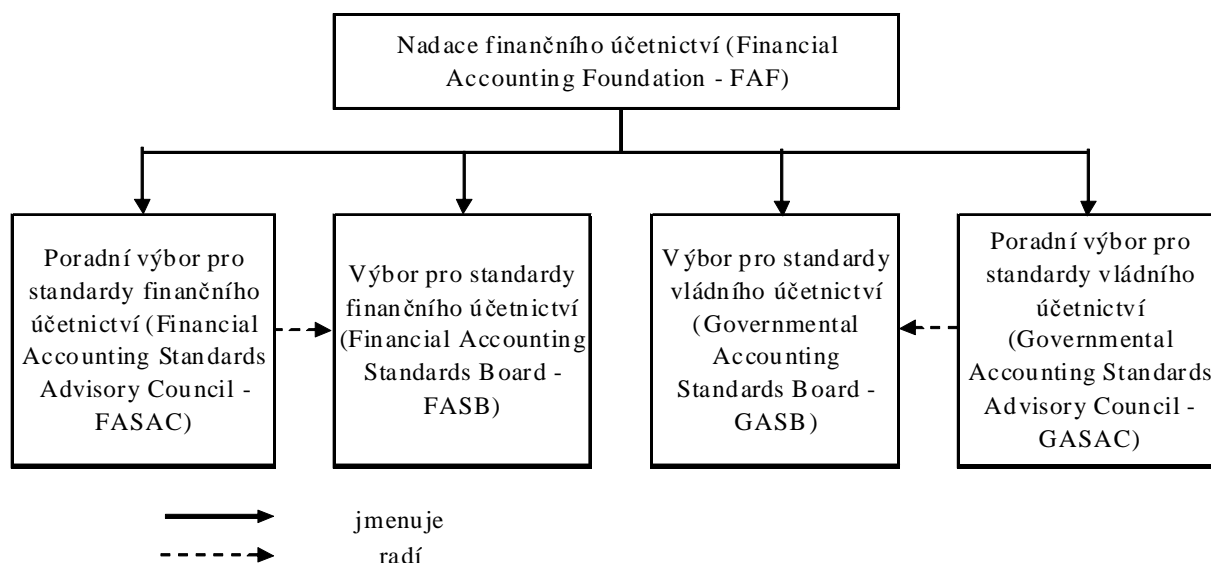 Nadace finančního účetnictví (Financial
Accounting Foundation - FAF)
Poradní výbor pro
standardy finančního
účetnictví (Financial
Accounting Standards
Advisory Council -
FASAC)
Výbor pro standardy
finančního účetnictví
(Financial Accounting
Standards Board -
FASB)
Výbor pro standardy
vládního účetnictví
(Governmental
Accounting
Standards Board -
GASB)
Poradní výbor pro
standardy vládního
účetnictví
(Governmental
Accounting Standards
Advisory Council -
GASAC)
jmenuje
radí